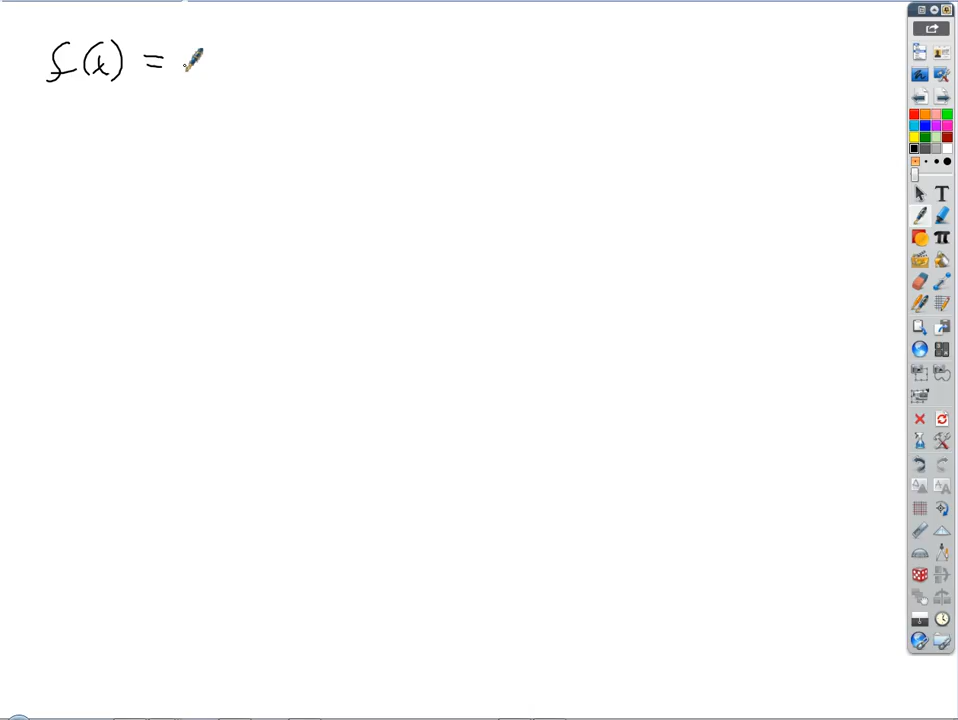 f(x) =